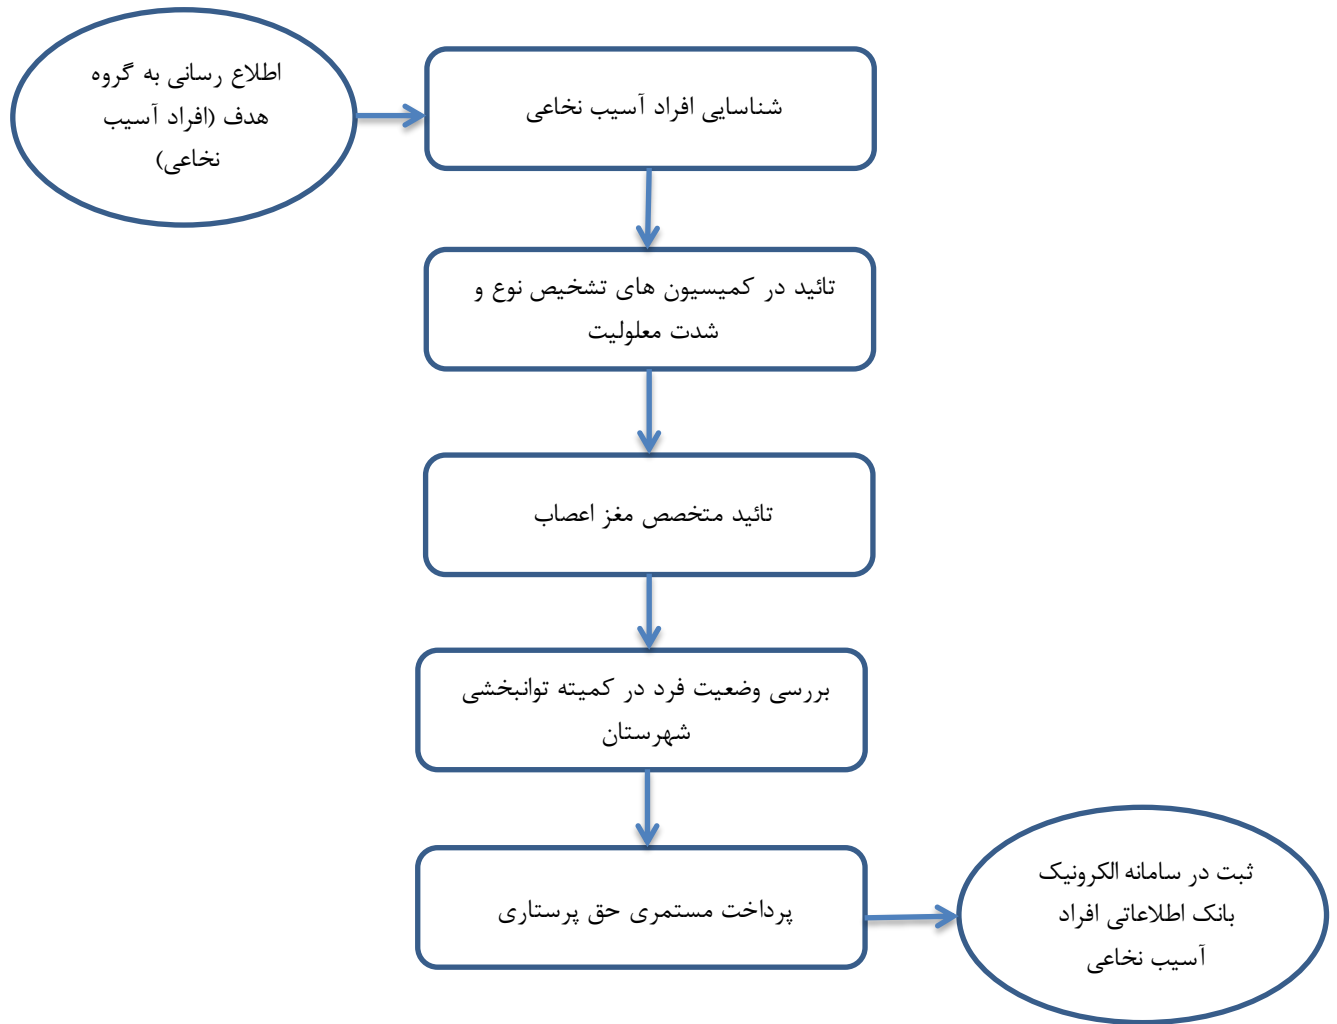 اطلاع رسانی به گروه
هدف (افراد آسیب
نخاعی)
شناسایی افراد آسیب نخاعی
تائید در کمیسیون های تشخیص نوع و
شدت معلولیت
تائید متخصص مغز اعصاب
بررسی وضعیت فرد در کمیته توانبخشی
شهرستان
پرداخت مستمری حق پرستاری
ثبت در سامانه الکرونیک
بانک اطلاعاتی افراد
آسیب نخاعی